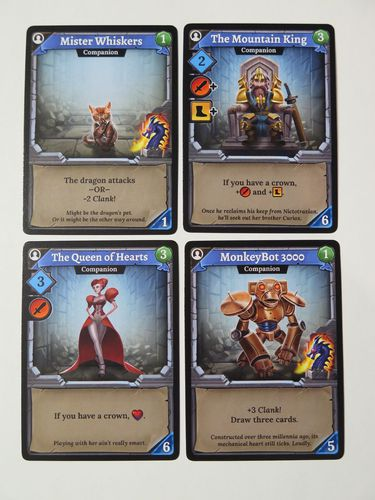 Mister Whiskers
Companion
1
The dragon attacks
--OR--
-2 Clank!
Might be the dragon's pet.
Or it might be the other way around.
1
The Mountain King
Companion
3
2
+
+
If you have a crown,
+ and +
Once he reclaims his keep from Nictotraxian,
he'll seek out her brother Curiax.
6
The Queen of Hearts
Companion
3
3
If you have a crown, .
Playing with her ain't really smart.
6
MonkeyBot 3000
Companion
1
+3 Clank!
Draw three cards.
Constructed over three millennia ago, its
mechanical heart still ticks. Loudly.
5